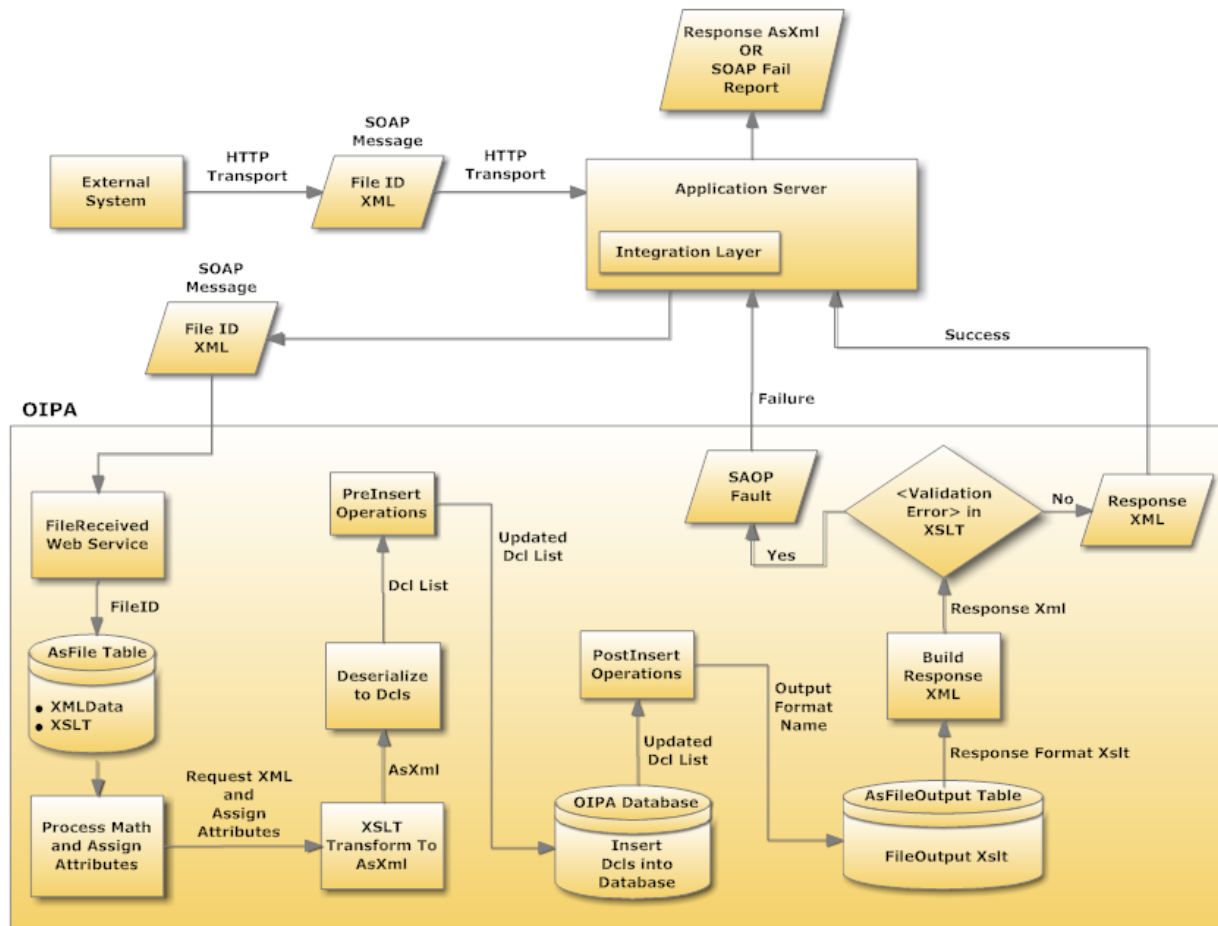 Response AsXml
OR
SOAP Fail
Report
SOAP
Message
HTTP
Transport
HTTP
Transport
External
System
File ID
XML
Application Server
Integration Layer
SOAP
Message
File ID
XML
Success
Failure
OIPA
FileReceived
Web Service
PreInsert
Operations
SAOP
Fault
<Validation
Error> in
XSLT
No
Response
XML
Yes
Updated
Dcl List
FileID
Dcl List
Response Xml
AsFile Table
• XMLData
• XSLT
Deserialize
to Dcls
PostInsert
Operations
Output
Format
Name
Build
Response
XML
Updated
Dcl List
Response Format Xslt
Request XML
and
Assign
Attributes
AsXml
Process Math
and Assign
Attributes
XSLT
Transform To
AsXml
OIPA Database
Insert
Dcls into
Database
AsFileOutput Table
FileOutput Xslt